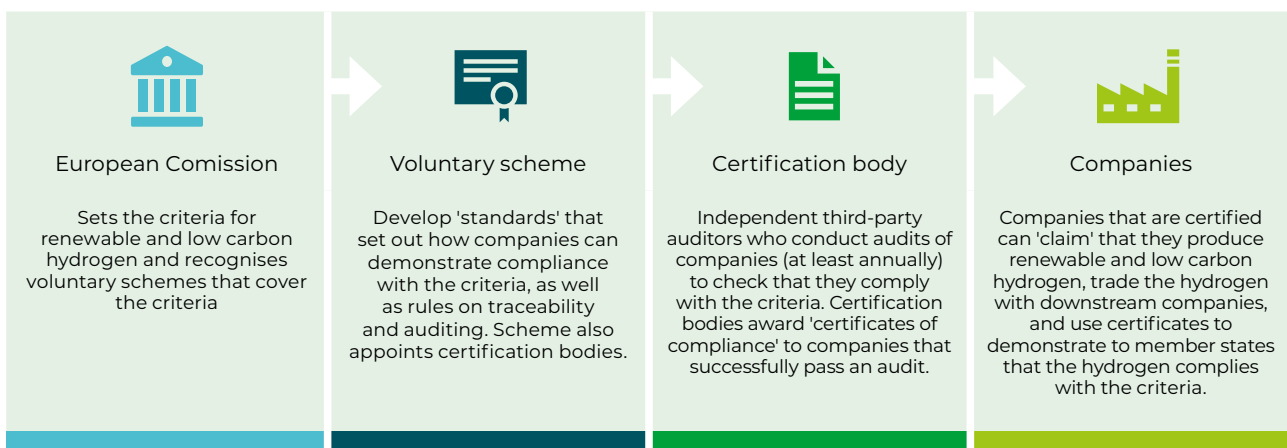 European Comission
Sets the criteria for
renewable and low carbon
hydrogen and recognises
voluntary schemes that cover
the criteria
Voluntary scheme
Develop 'standards' that
set out how companies can
demonstrate compliance
with the criteria, as well
as rules on traceability
and auditing. Scheme also
appoints certification bodies.
Certification body
Independent third-party
auditors who conduct audits of
companies (at least annually)
to check that they comply
with the criteria. Certification
bodies award 'certificates of
compliance' to companies that
successfully pass an audit.
Companies
Companies that are certified
can 'claim' that they produce
renewable and low carbon
hydrogen, trade the hydrogen
with downstream companies,
and use certificates to
demonstrate to member states
that the hydrogen complies
with the criteria.